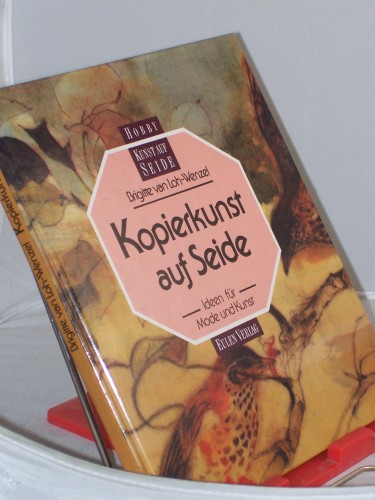 HOBBY
KUNST AUF
SEIDE
Brigitte van Loh-Wenzel
Kopierkunst
auf Seide
Ideen für
Mode und Kunst
EULEN VERLAG
Brigitte van Loh-Wenzel Kopierkun